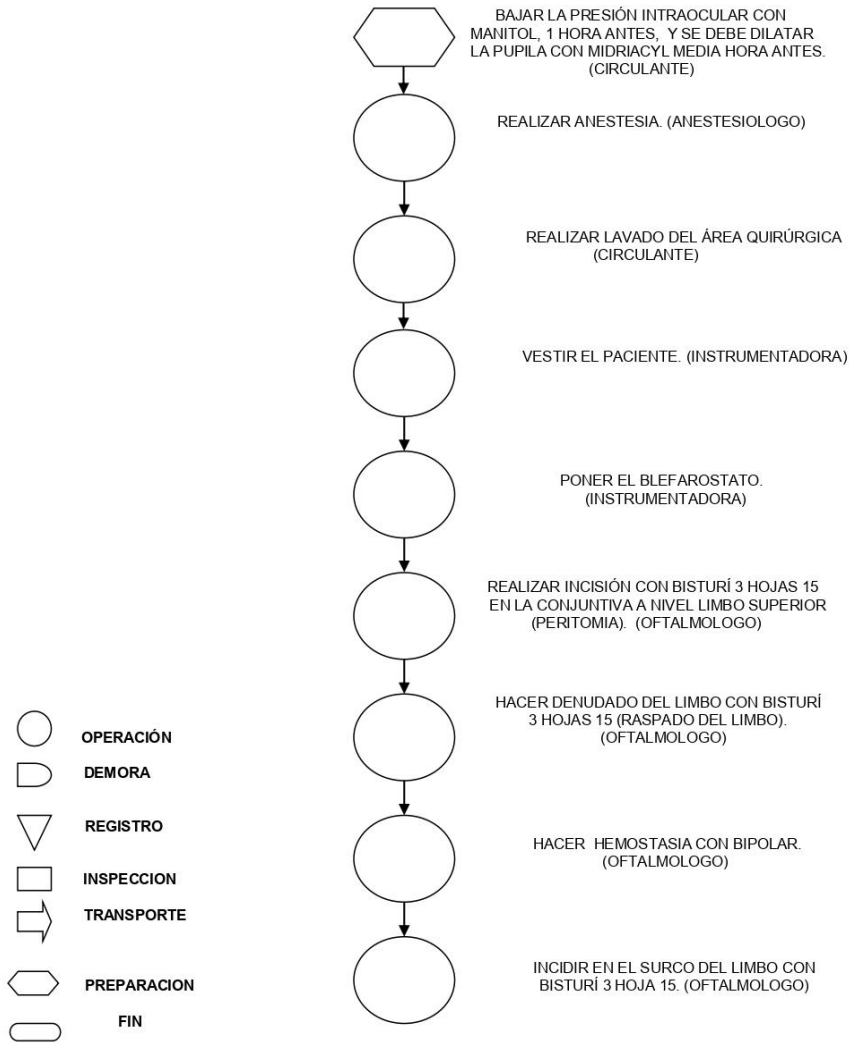 BAJAR LA PRESIÓN INTRAOCULAR CON
MANITOL, 1 HORA ANTES, Y SE DEBE DILATAR
LA PUPILA CON MIDRIACYL MEDIA HORA ANTES.
(CIRCULANTE)
REALIZAR ANESTESIA. (ANESTESIOLOGO)
REALIZAR LAVADO DEL ÁREA QUIRÚRGICA
(CIRCULANTE)
VESTIR EL PACIENTE. (INSTRUMENTADORA)
PONER EL BLEFAROSTATO.
(INSTRUMENTADORA)
REALIZAR INCISIÓN CON BISTURÍ 3 HOJAS 15
EN LA CONJUNTIVA A NIVEL LIMBO SUPERIOR
(PERITOMIA). (OFTALMOLOGO)
HACER DENUDADO DEL LIMBO CON BISTURÍ
3 HOJAS 15 (RASPADO DEL LIMBO).
(OFTALMOLOGO)
HACER HEMOSTASIA CON BIPOLAR.
(OFTALMOLOGO)
INCIDIR EN EL SURCO DEL LIMBO CON
BISTURÍ 3 HOJA 15. (OFTALMOLOGO)
OPERACIÓN
DEMORA
REGISTRO
INSPECCION
TRANSPORTE
PREPARACION
FIN